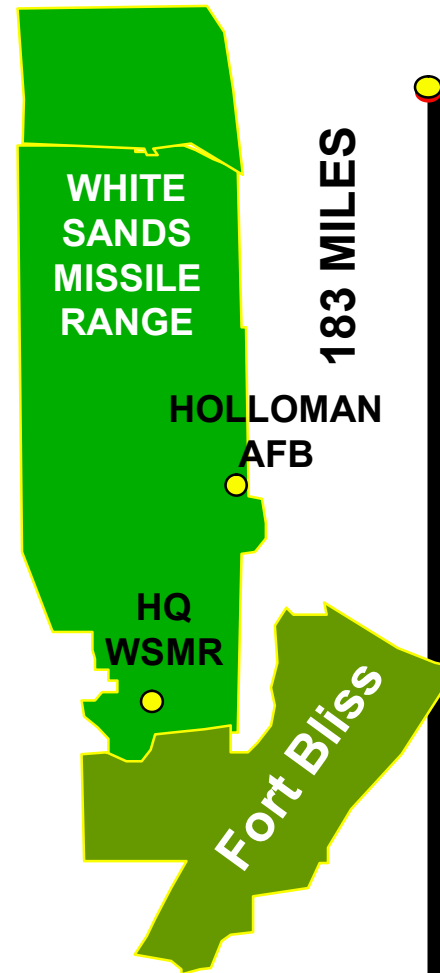 WHITE
SANDS
MISSILE
RANGE
183 MILES
HOLLOMAN
AFB
HQ
WSMR
Fort Bliss